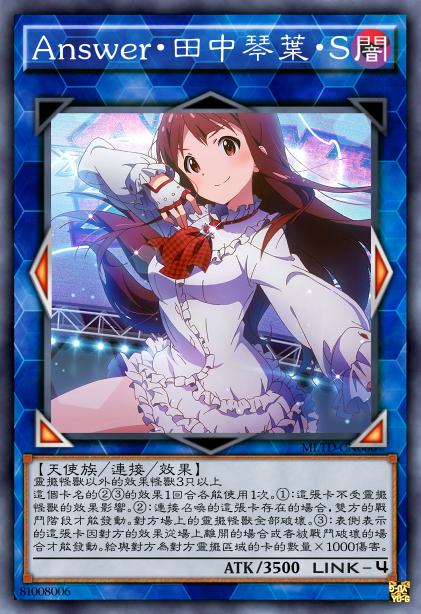 Answer・田中琴葉・S
闇
MLTD-CN006
【天使族/連接/效果】
靈擺怪獸以外的效果怪獸3只以上
這個卡名的②③的效果1回合各能使用1次。①:這張卡不受靈擺
怪獸的效果影響。②:連接召喚的這張卡存在的場合,雙方的戰
鬥階段才能發動。對方場上的靈擺怪獸全部破壞。③:表側表示
的這張卡因對方的效果從場上離開的場合或者被戰鬥破壞的場
合才能發動。給與對方為對方靈擺區域的卡的數量×1000傷害。
ATK/3500 LINK-4
81008006